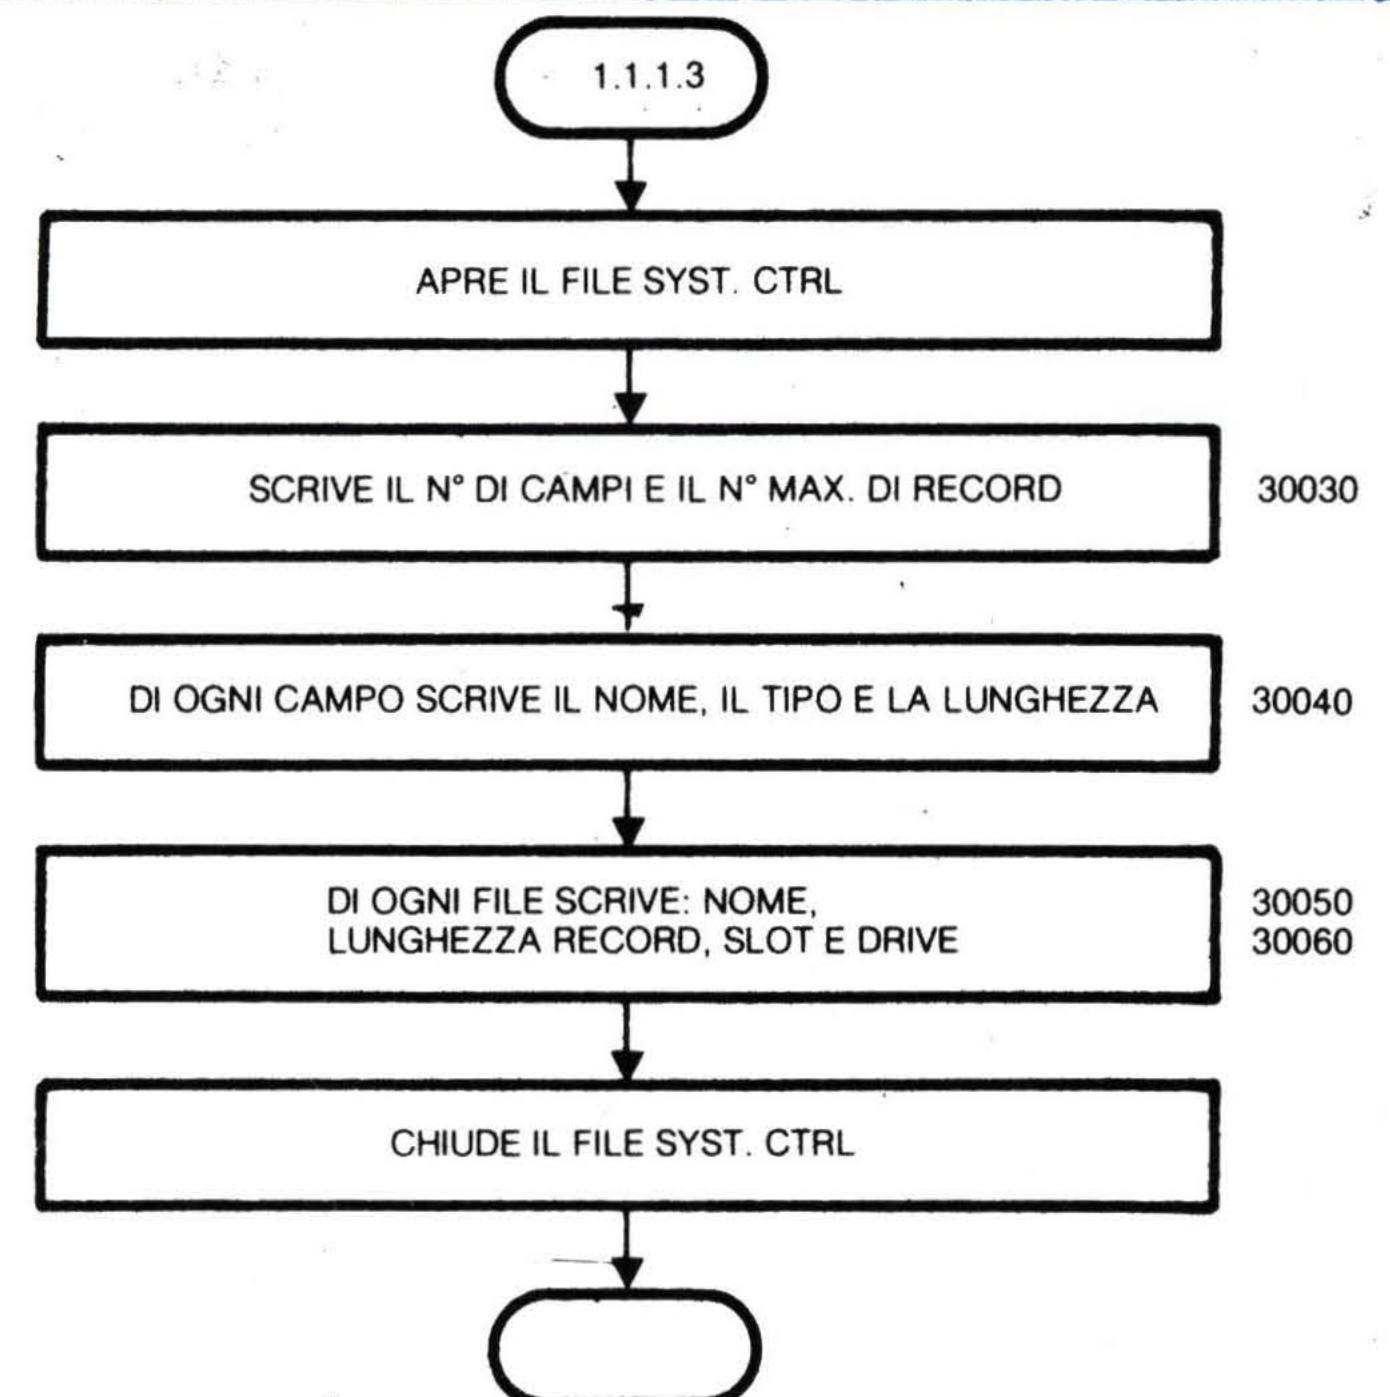 1.1.1.3
APRE IL FILE SYST. CTRL
SCRIVE IL N° DI CAMPI E IL N° MAX. DI RECORD
30030
DI OGNI CAMPO SCRIVE IL NOME, IL TIPO E LA LUNGHEZZA
30040
DI OGNI FILE SCRIVE: NOME,
30050
LUNGHEZZA RECORD, SLOT E DRIVE
30060
CHIUDE IL FILE SYST. CTRL